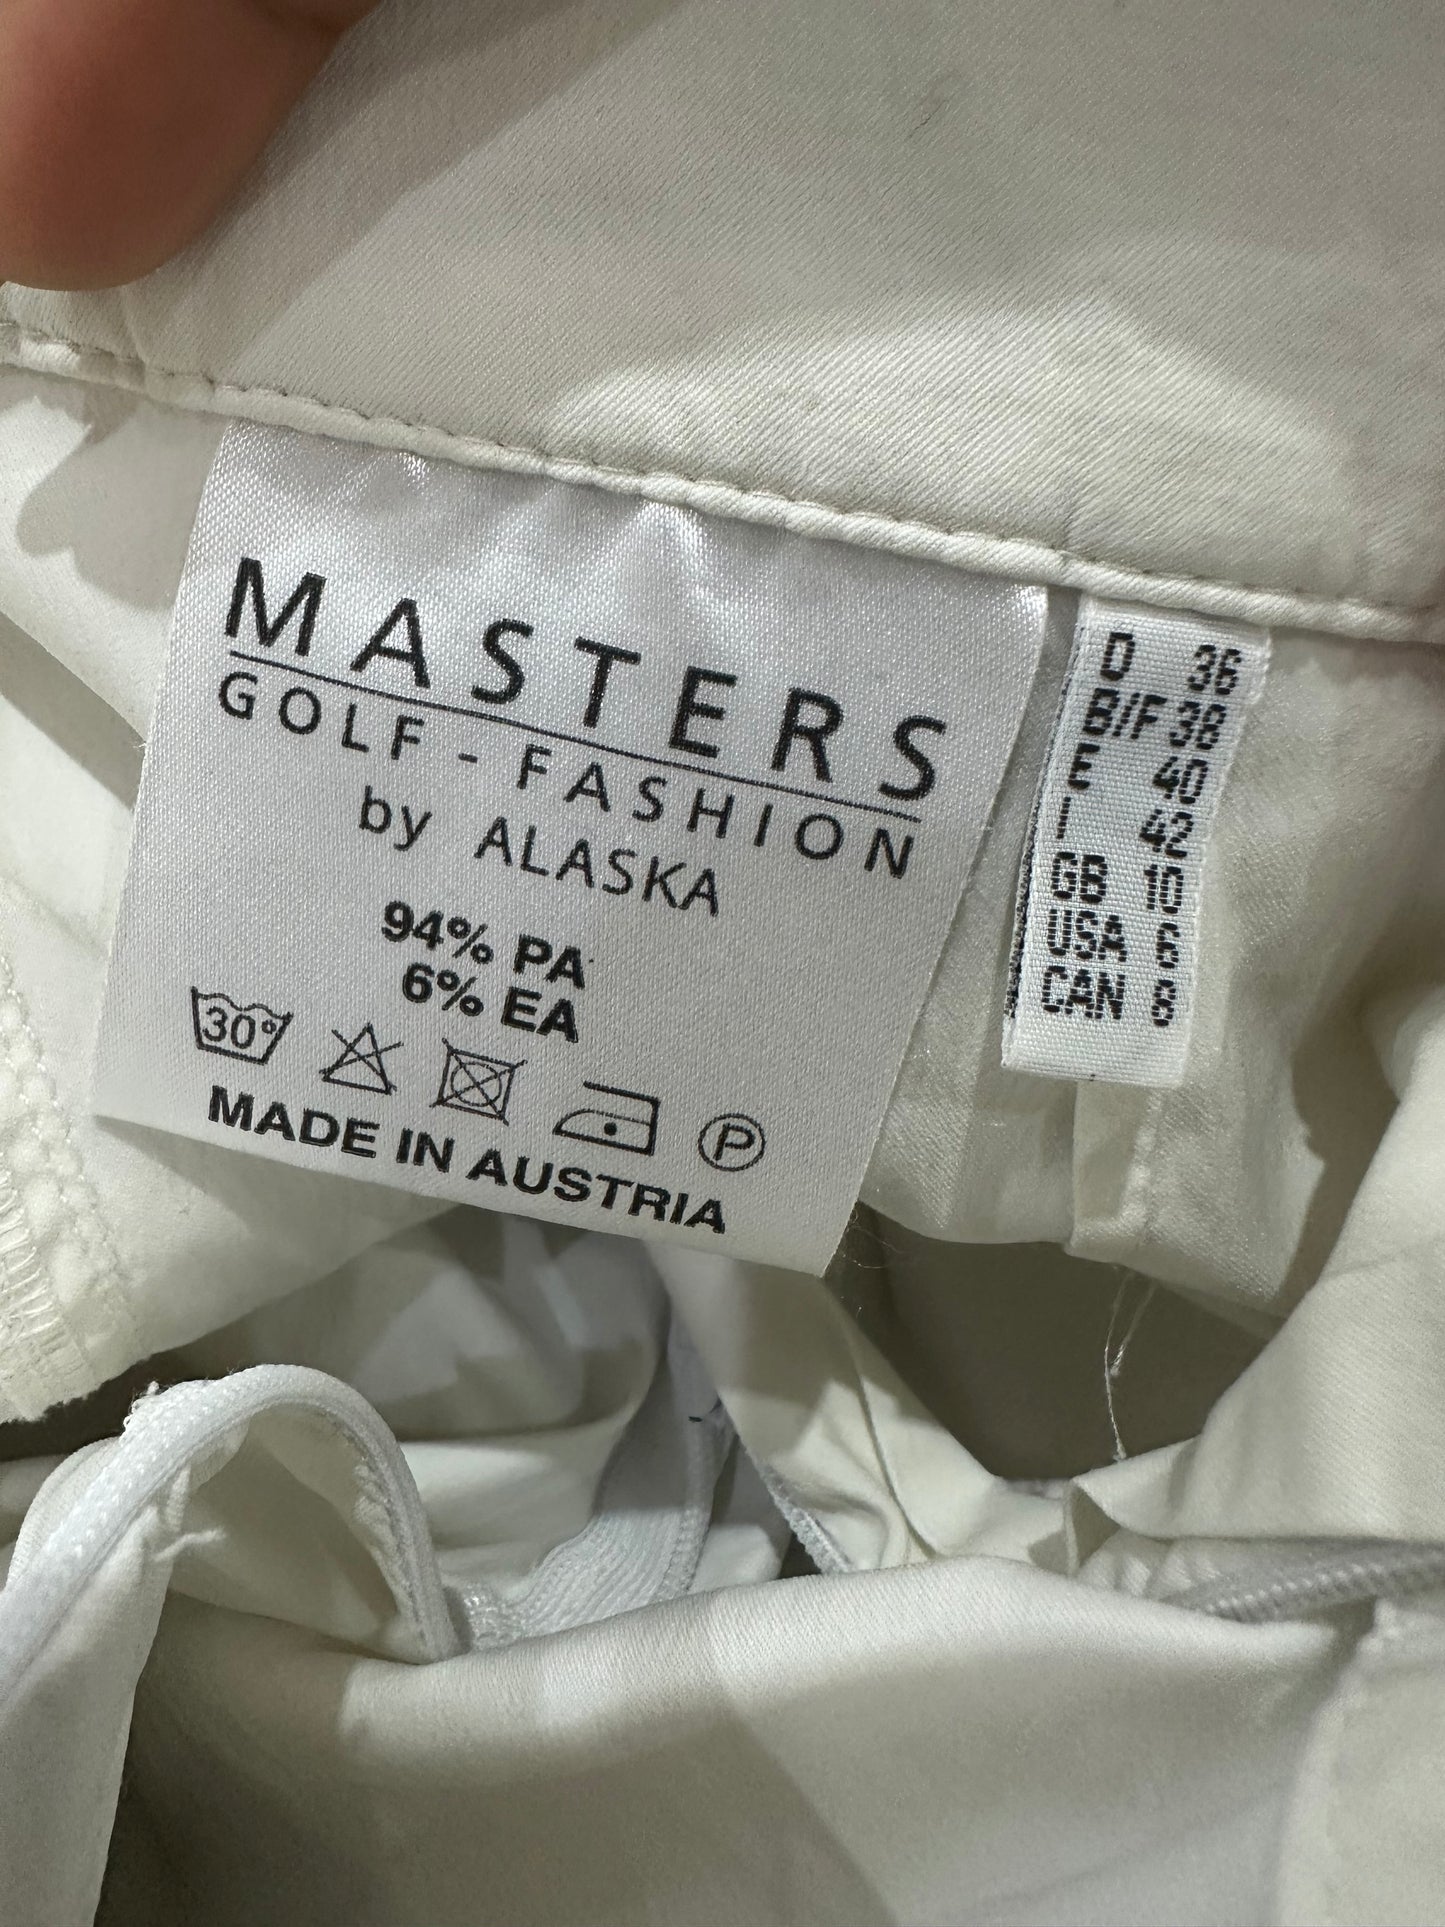 MASTERS
GOLF - FASHION
by ALASKA
94% PA
6% EA
30°
P
MADE IN AUSTRIA
D 36
B/F 38
E 40
I 42
GB 10
USA 6
CAN 8